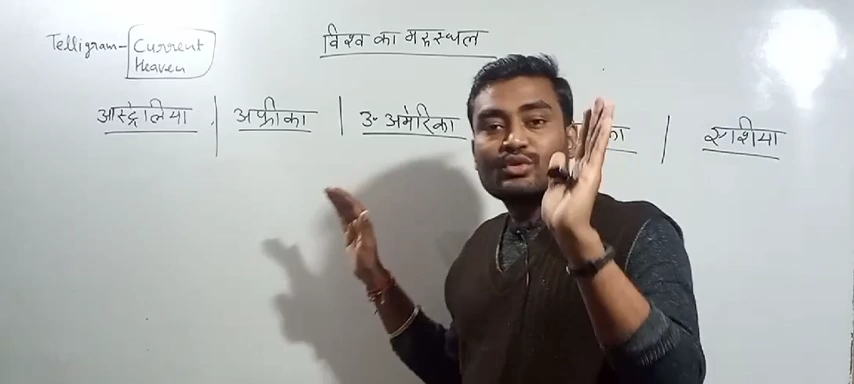 Telligram- Current Heaven
विश्व का मरुस्थल
आस्ट्रेलिया | अफ्रीका | उ॰ अमेरिका | का | एशिया